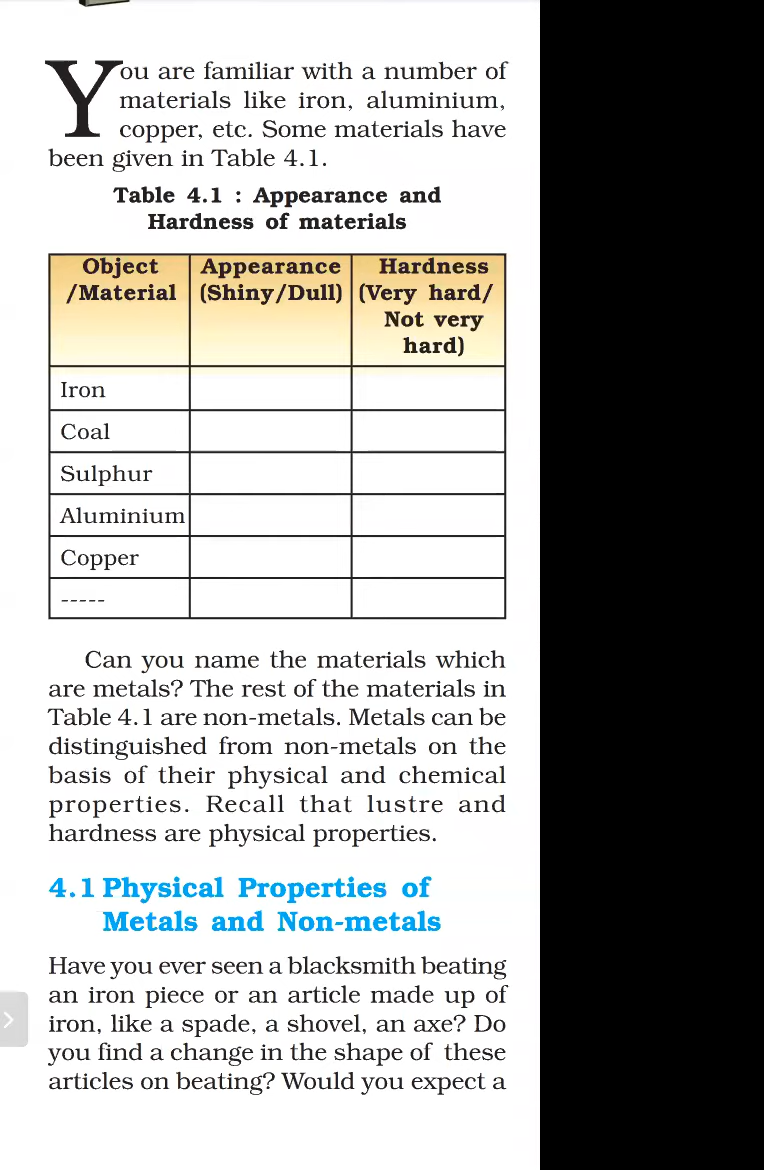 You are familiar with a number of
materials like iron, aluminium,
copper, etc. Some materials have
been given in Table 4.1.
Table 4.1 : Appearance and
Hardness of materials
Object
/Material
Appearance
(Shiny/Dull)
Hardness
(Very hard/
Not very
hard)
Iron
Coal
Sulphur
Aluminium
Copper
-----
Can you name the materials which
are metals? The rest of the materials in
Table 4.1 are non-metals. Metals can be
distinguished from non-metals on the
basis of their physical and chemical
properties. Recall that lustre and
hardness are physical properties.
4.1 Physical Properties of
Metals and Non-metals
Have you ever seen a blacksmith beating
an iron piece or an article made up of
iron, like a spade, a shovel, an axe? Do
you find a change in the shape of these
articles on beating? Would you expect a